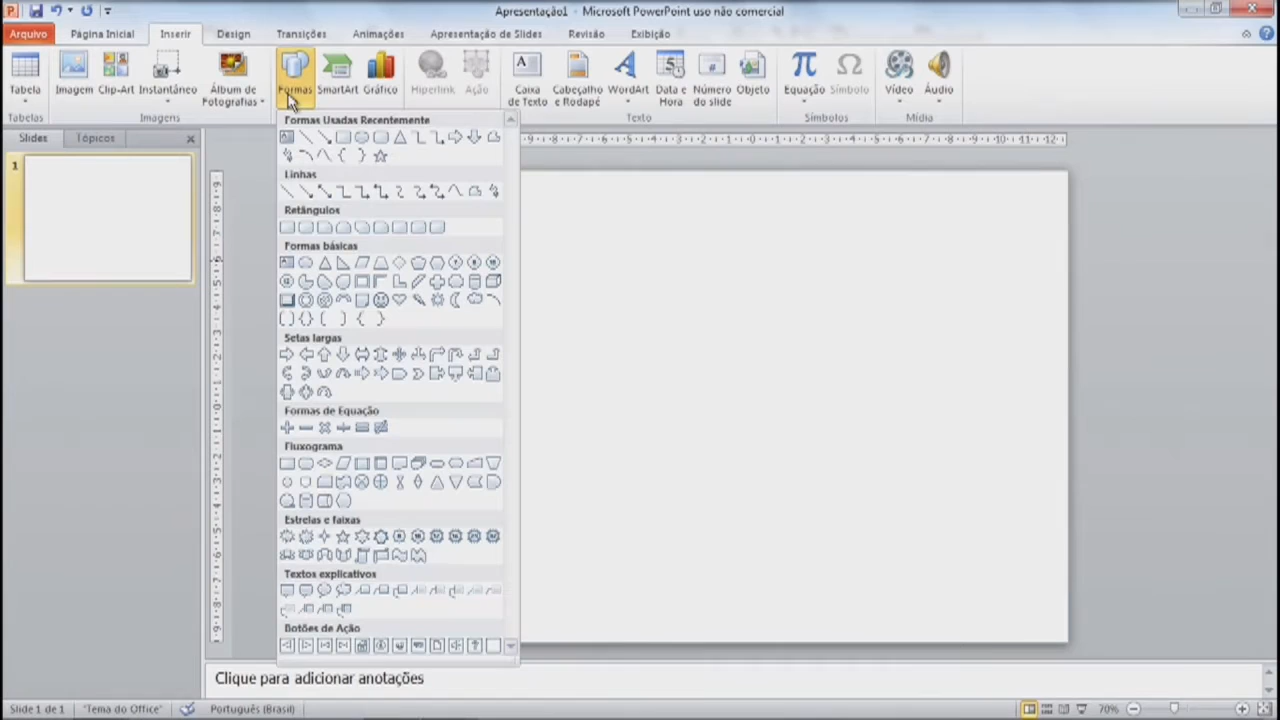 Apresentação1 - Microsoft PowerPoint uso não comercial
Arquivo Página Inicial Inserir Design Transições Animações Apresentação de Slides Revisão Exibição
Tabela Imagem Clip-Art Instantâneo Álbum de Fotografias Formas SmartArt Gráfico Hiperlink Ação Caixa de Texto Cabeçalho e Rodapé WordArt Data e Hora Número do slide Objeto Equação Símbolo Vídeo Áudio
Tabelas Imagens Texto Símbolos Mídia
Slides Tópicos
1
Formas Usadas Recentemente
Linhas
Retângulos
Formas básicas
Setas largas
Formas de Equação
Fluxograma
Estrelas e faixas
Textos explicativos
Botões de Ação
Clique para adicionar anotações
Slide 1 de 1 "Tema do Office" Português (Brasil) 70%